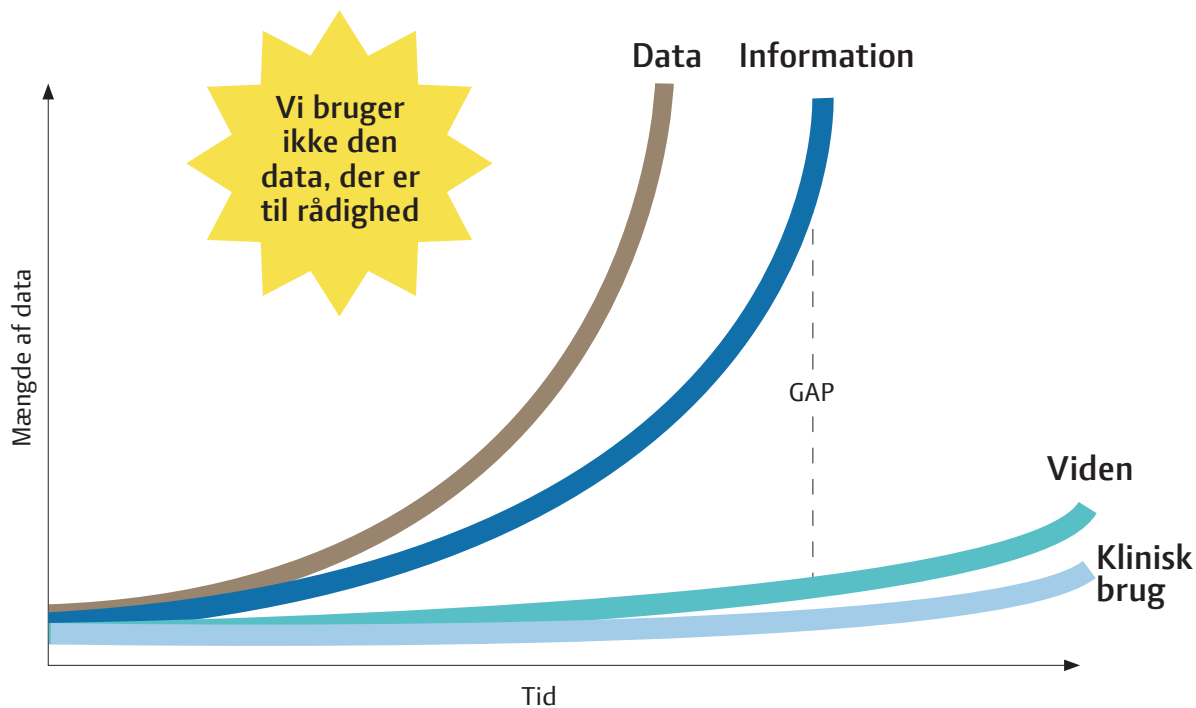 Data
Information
Vi bruger
ikke den
data, der er
til rådighed
Mængde af data
GAP
Viden
Klinisk
brug
Tid